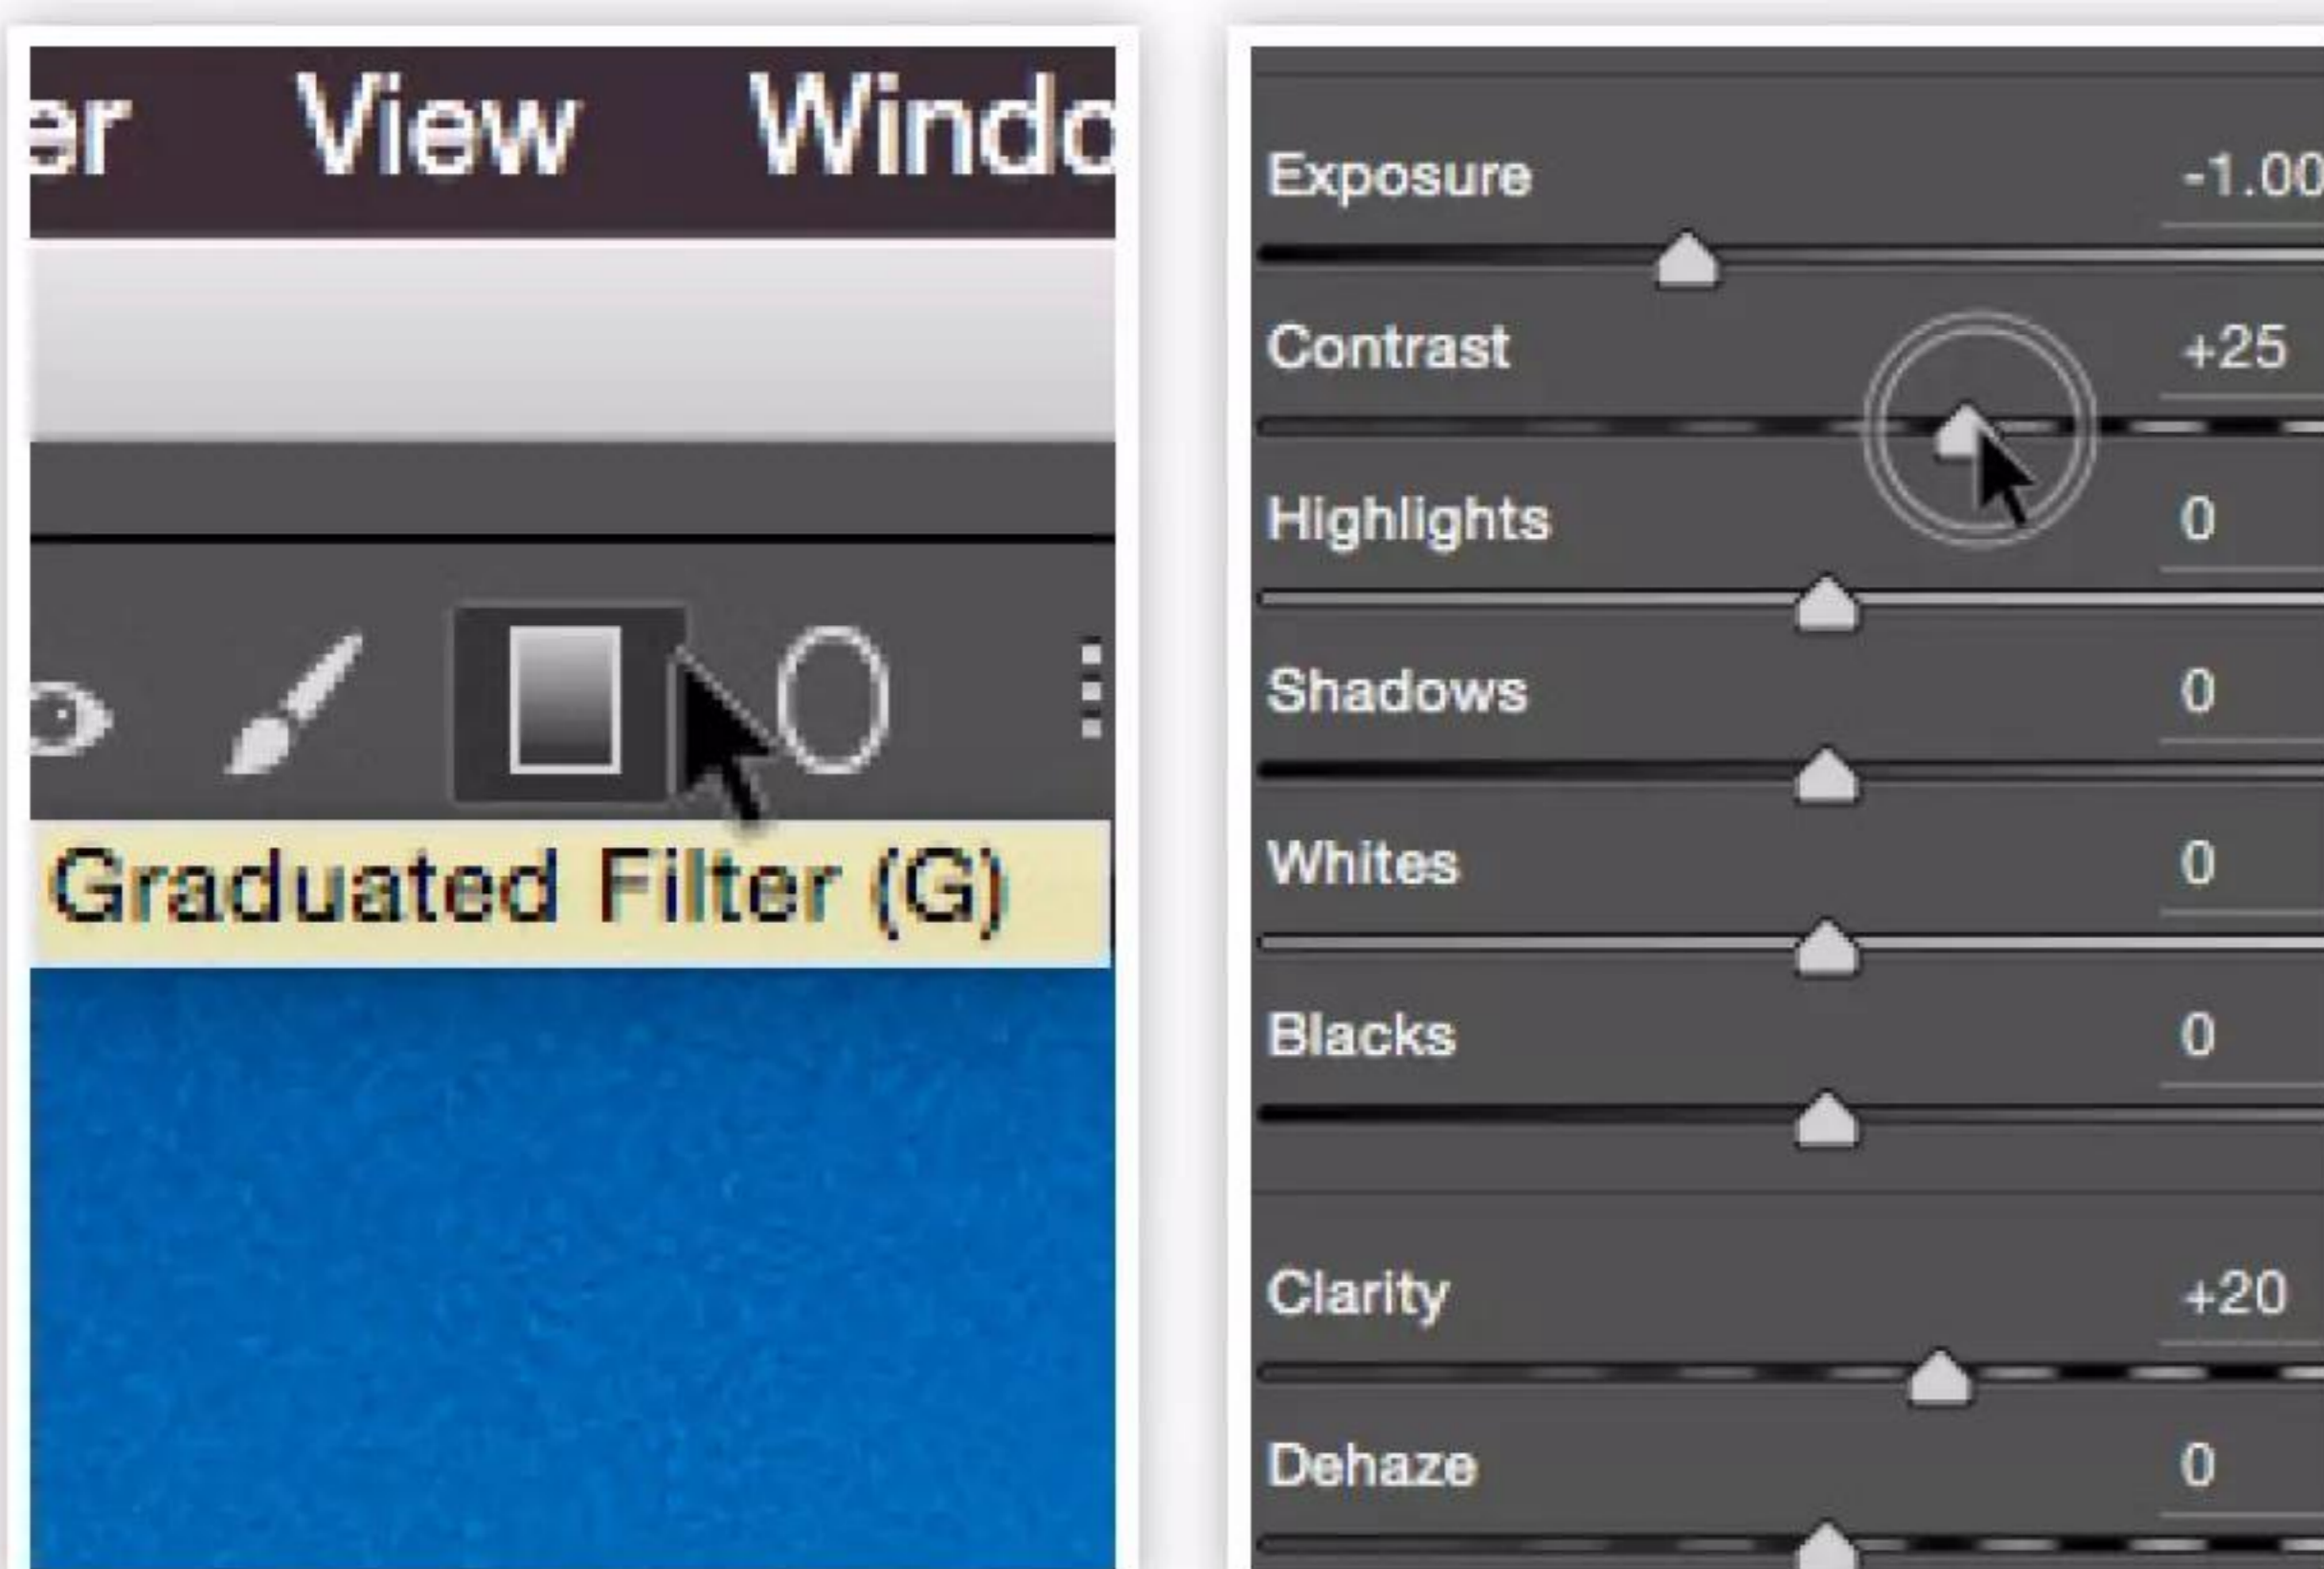 er View Windo
Graduated Filter (G)
Exposure -1.00
Contrast +25
Highlights 0
Shadows 0
Whites 0
Blacks 0
Clarity +20
Dehaze 0